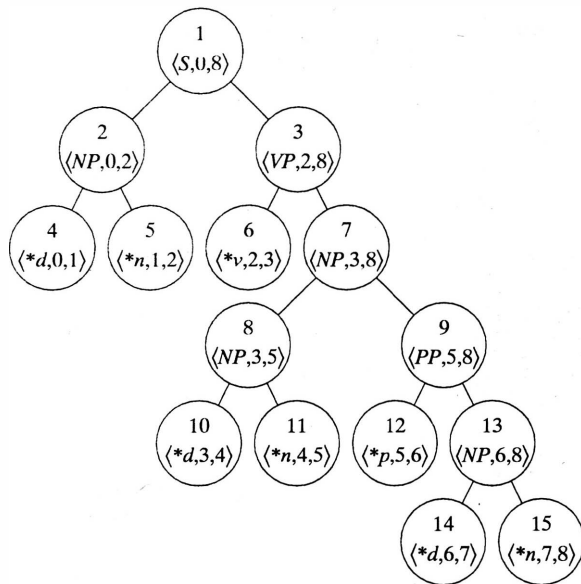 1
⟨S,0,8⟩
2
⟨NP,0,2⟩
3
⟨VP,2,8⟩
4
⟨*d,0,1⟩
5
⟨*n,1,2⟩
6
⟨*v,2,3⟩
7
⟨NP,3,8⟩
8
⟨NP,3,5⟩
9
⟨PP,5,8⟩
10
⟨*d,3,4⟩
11
⟨*n,4,5⟩
12
⟨*p,5,6⟩
13
⟨NP,6,8⟩
14
⟨*d,6,7⟩
15
⟨*n,7,8⟩